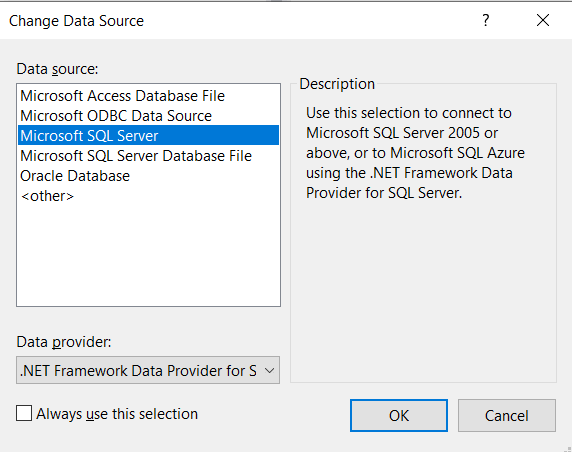 Change Data Source
?
Data source:
Microsoft Access Database File
Microsoft ODBC Data Source
Microsoft SQL Server
Microsoft SQL Server Database File
Oracle Database
<other>
Description
Use this selection to connect to
Microsoft SQL Server 2005 or
above, or to Microsoft SQL Azure
using the .NET Framework Data
Provider for SQL Server.
Data provider:
.NET Framework Data Provider for S
Always use this selection
OK
Cancel